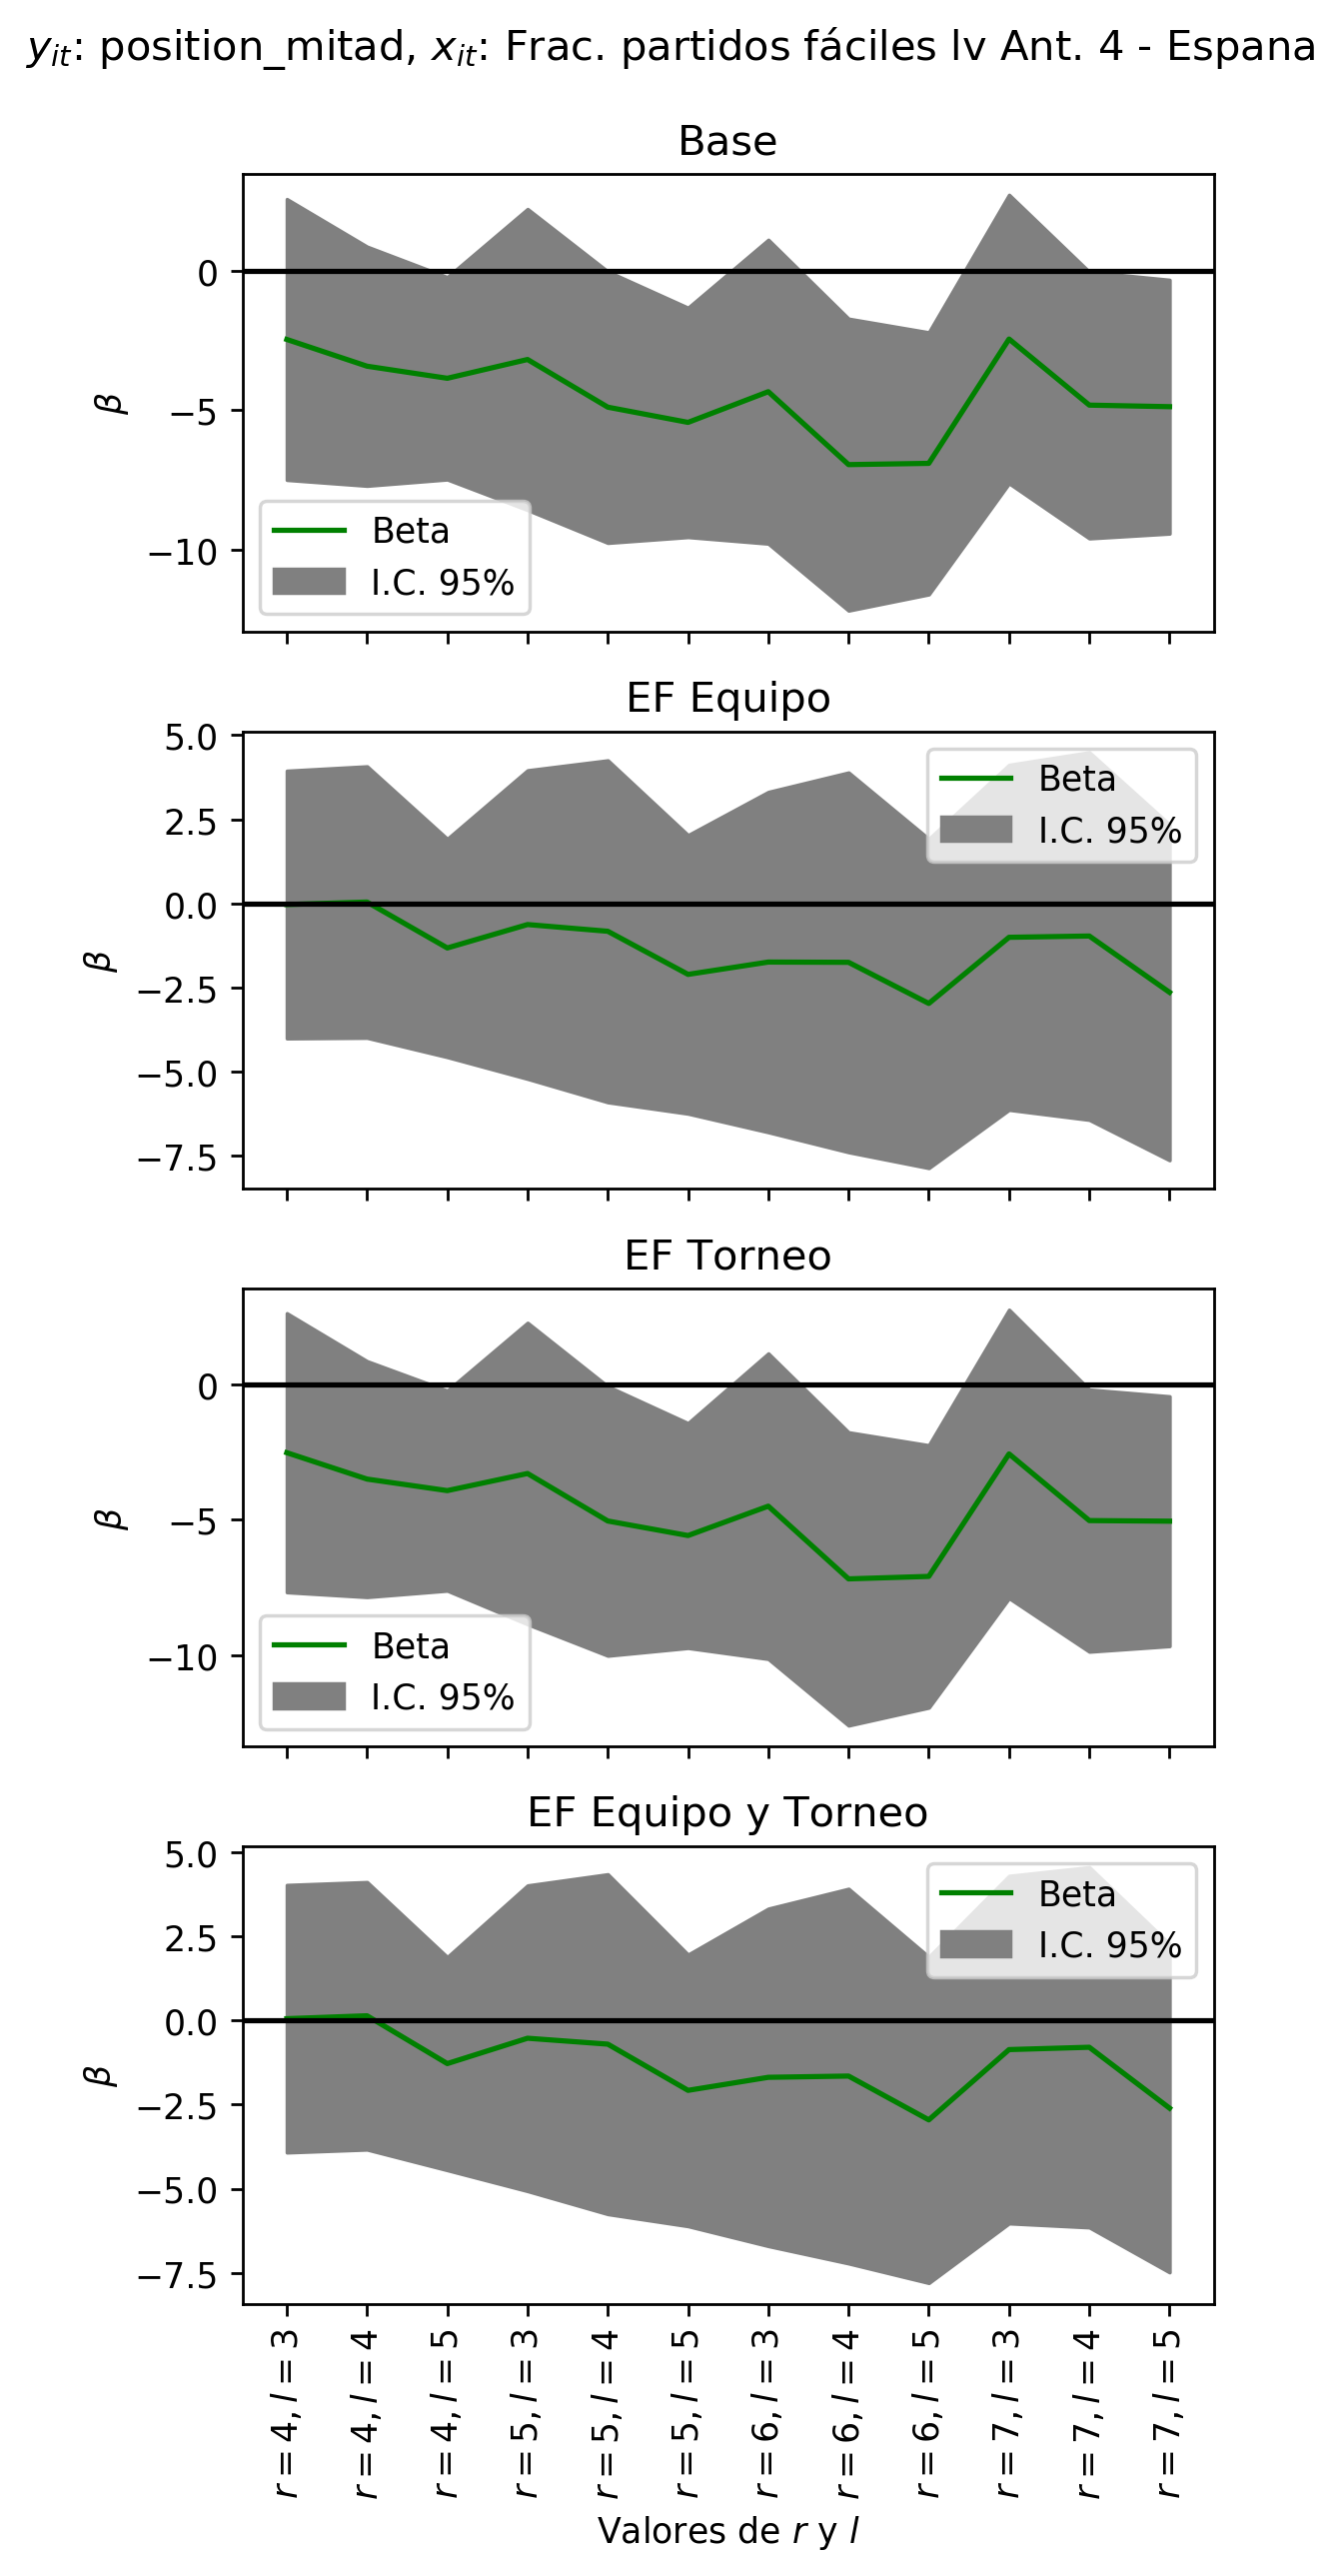 y_it: position_mitad, x_it: Frac. partidos fáciles lv Ant. 4 - Espana
Base
0
−5
−10
β
Beta
I.C. 95%
EF Equipo
5.0
2.5
0.0
−2.5
−5.0
−7.5
β
Beta
I.C. 95%
EF Torneo
0
−5
−10
β
Beta
I.C. 95%
EF Equipo y Torneo
5.0
2.5
0.0
−2.5
−5.0
−7.5
β
Beta
I.C. 95%
r = 4, l = 3
r = 4, l = 4
r = 4, l = 5
r = 5, l = 3
r = 5, l = 4
r = 5, l = 5
r = 6, l = 3
r = 6, l = 4
r = 6, l = 5
r = 7, l = 3
r = 7, l = 4
r = 7, l = 5
Valores de r y l